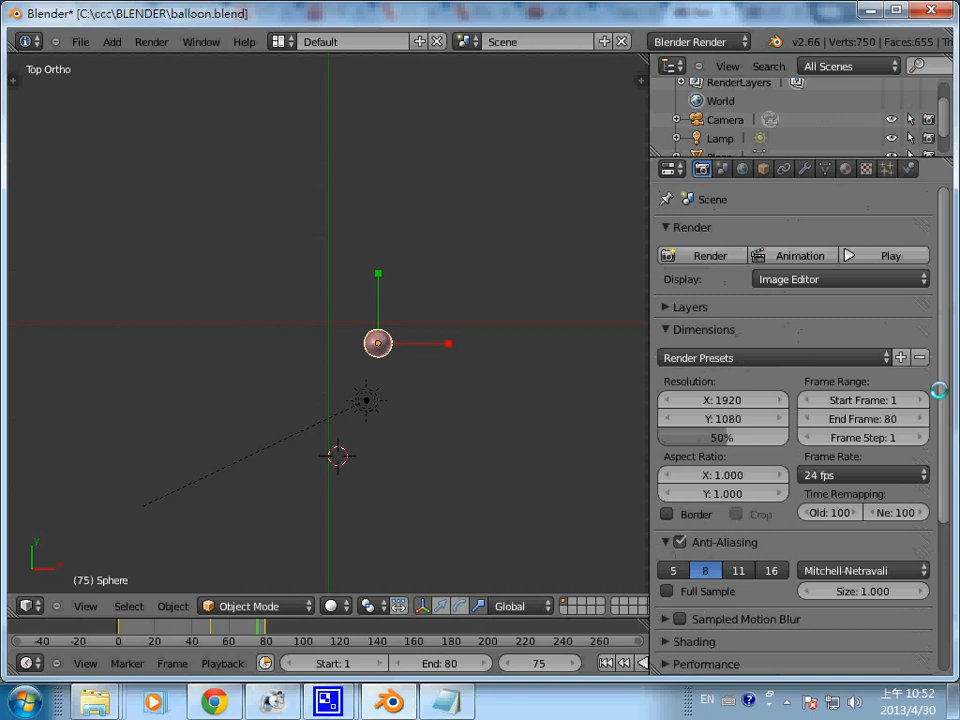 Blender* [C:\ccc\BLENDER\balloon.blend]
File Add Render Window Help Default Scene Blender Render v2.66 | Verts:750 | Faces:655 | Tri
Top Ortho
View Search All Scenes
RenderLayers
World
Camera
Lamp
Scene
Render
Render Animation Play
Display: Image Editor
Layers
Dimensions
Render Presets
Resolution: Frame Range:
X: 1920 Start Frame: 1
Y: 1080 End Frame: 80
50% Frame Step: 1
Aspect Ratio: Frame Rate:
X: 1.000 24 fps
Y: 1.000 Time Remapping:
Border Crop Old: 100 Ne: 100
Anti-Aliasing
5 8 11 16 Mitchell-Netravali
Full Sample Size: 1.000
Sampled Motion Blur
Shading
Performance
y
x
(75) Sphere
View Select Object Object Mode Global
-40 -20 0 20 40 60 80 100 120 140 160 180 200 220 240 260
View Marker Frame Playback Start: 1 End: 80 75
EN 上午 10:52
2013/4/30